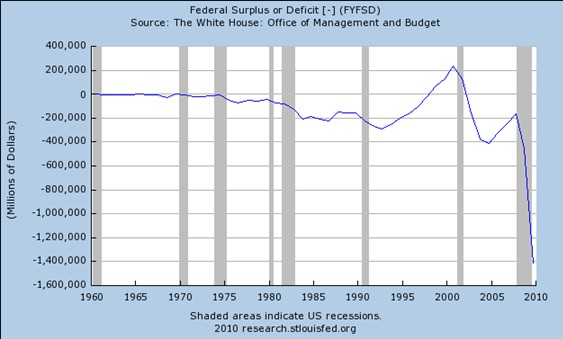 Federal Surplus or Deficit [-] (FYFSD)
Source: The White House: Office of Management and Budget
400,000
200,000
0
-200,000
-400,000
-600,000
-800,000
-1,000,000
-1,200,000
-1,400,000
-1,600,000
(Millions of Dollars)
1960 1965 1970 1975 1980 1985 1990 1995 2000 2005 2010
Shaded areas indicate US recessions.
2010 research.stlouisfed.org